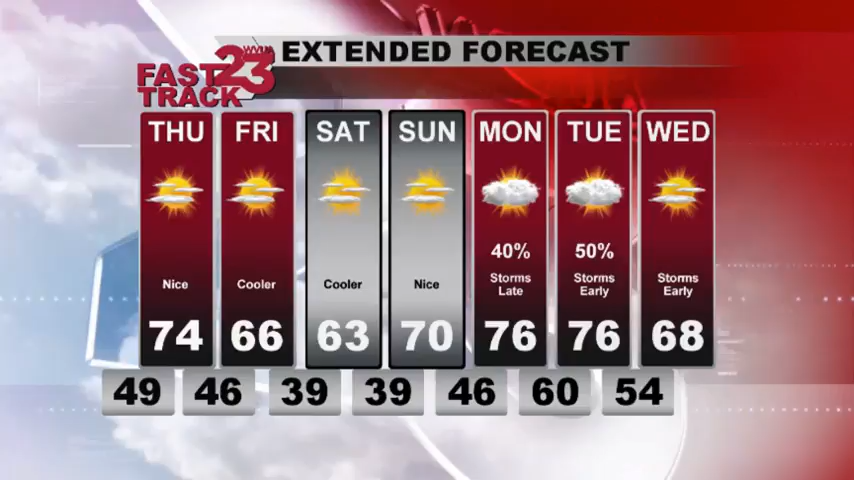 WVUA
23
FAST
TRACK
EXTENDED FORECAST
THU
FRI
SAT
SUN
MON
TUE
WED
40%
50%
Nice
Cooler
Cooler
Nice
Storms
Late
Storms
Early
Storms
Early
74
66
63
70
76
76
68
49
46
39
39
46
60
54